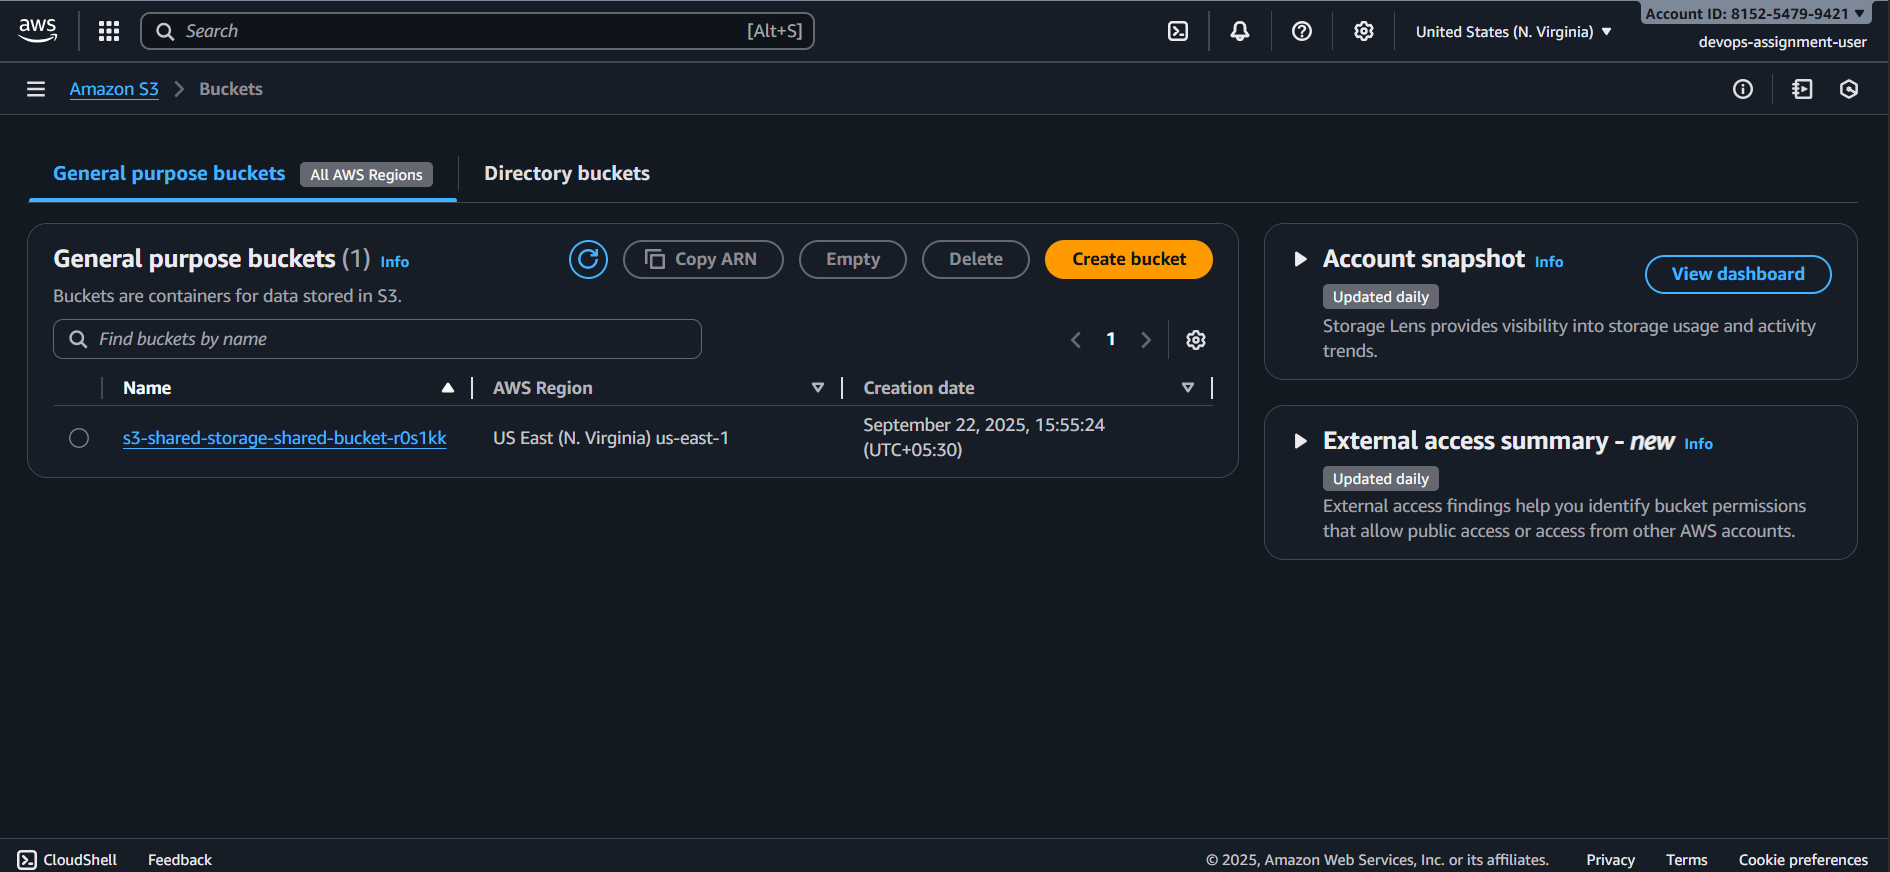 aws
Search [Alt+S]
United States (N. Virginia)
Account ID: 8152-5479-9421
devops-assignment-user
Amazon S3 Buckets
General purpose buckets All AWS Regions
Directory buckets
General purpose buckets (1) Info
Copy ARN
Empty
Delete
Create bucket
Buckets are containers for data stored in S3.
Find buckets by name
1
Name AWS Region Creation date
s3-shared-storage-shared-bucket-r0s1kk US East (N. Virginia) us-east-1 September 22, 2025, 15:55:24
(UTC+05:30)
Account snapshot Info
View dashboard
Updated daily
Storage Lens provides visibility into storage usage and activity
trends.
External access summary - new Info
Updated daily
External access findings help you identify bucket permissions
that allow public access or access from other AWS accounts.
CloudShell Feedback © 2025, Amazon Web Services, Inc. or its affiliates. Privacy Terms Cookie preferences